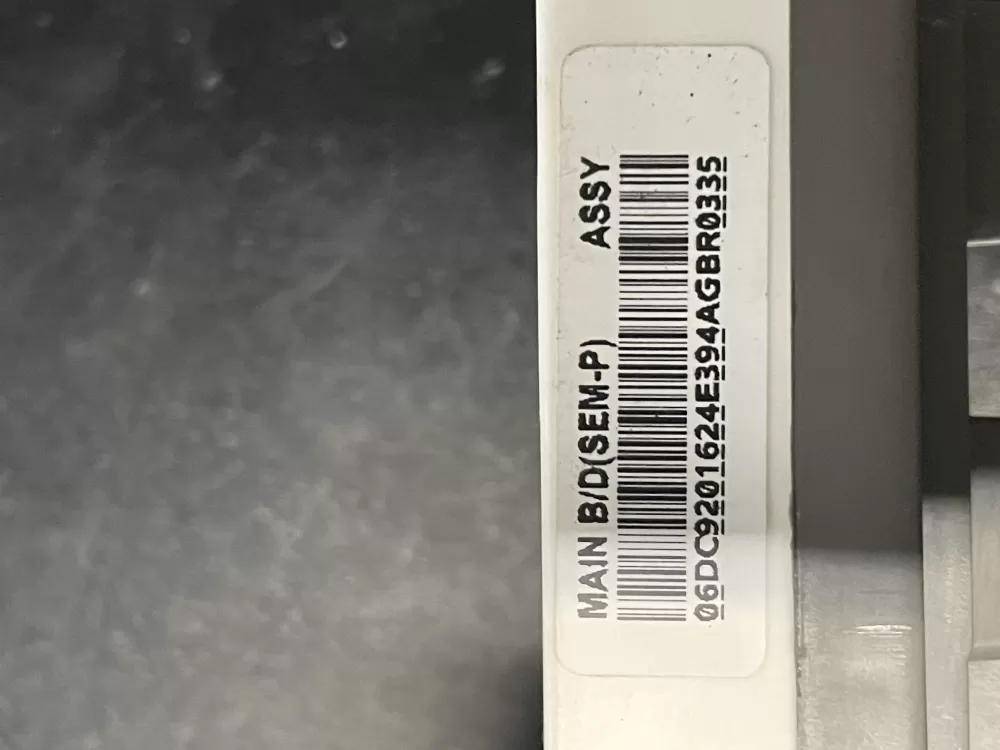 MAIN B/D(SEM-P) ASSY
06DC9201624E394AGBR0335